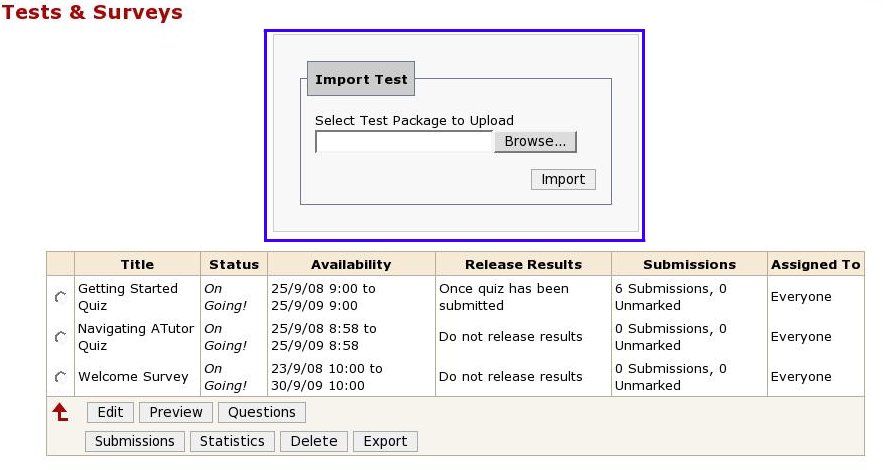 Tests & Surveys
Import Test
Select Test Package to Upload
Browse...
Import
Title Status Availability Release Results Submissions Assigned To
Getting Started Quiz On Going! 25/9/08 9:00 to 25/9/09 9:00 Once quiz has been submitted 6 Submissions, 0 Unmarked Everyone
Navigating ATutor Quiz On Going! 25/9/08 8:58 to 25/9/09 8:58 Do not release results 0 Submissions, 0 Unmarked Everyone
Welcome Survey On Going! 23/9/08 10:00 to 30/9/09 10:00 Do not release results 0 Submissions, 0 Unmarked Everyone
Edit Preview Questions
Submissions Statistics Delete Export